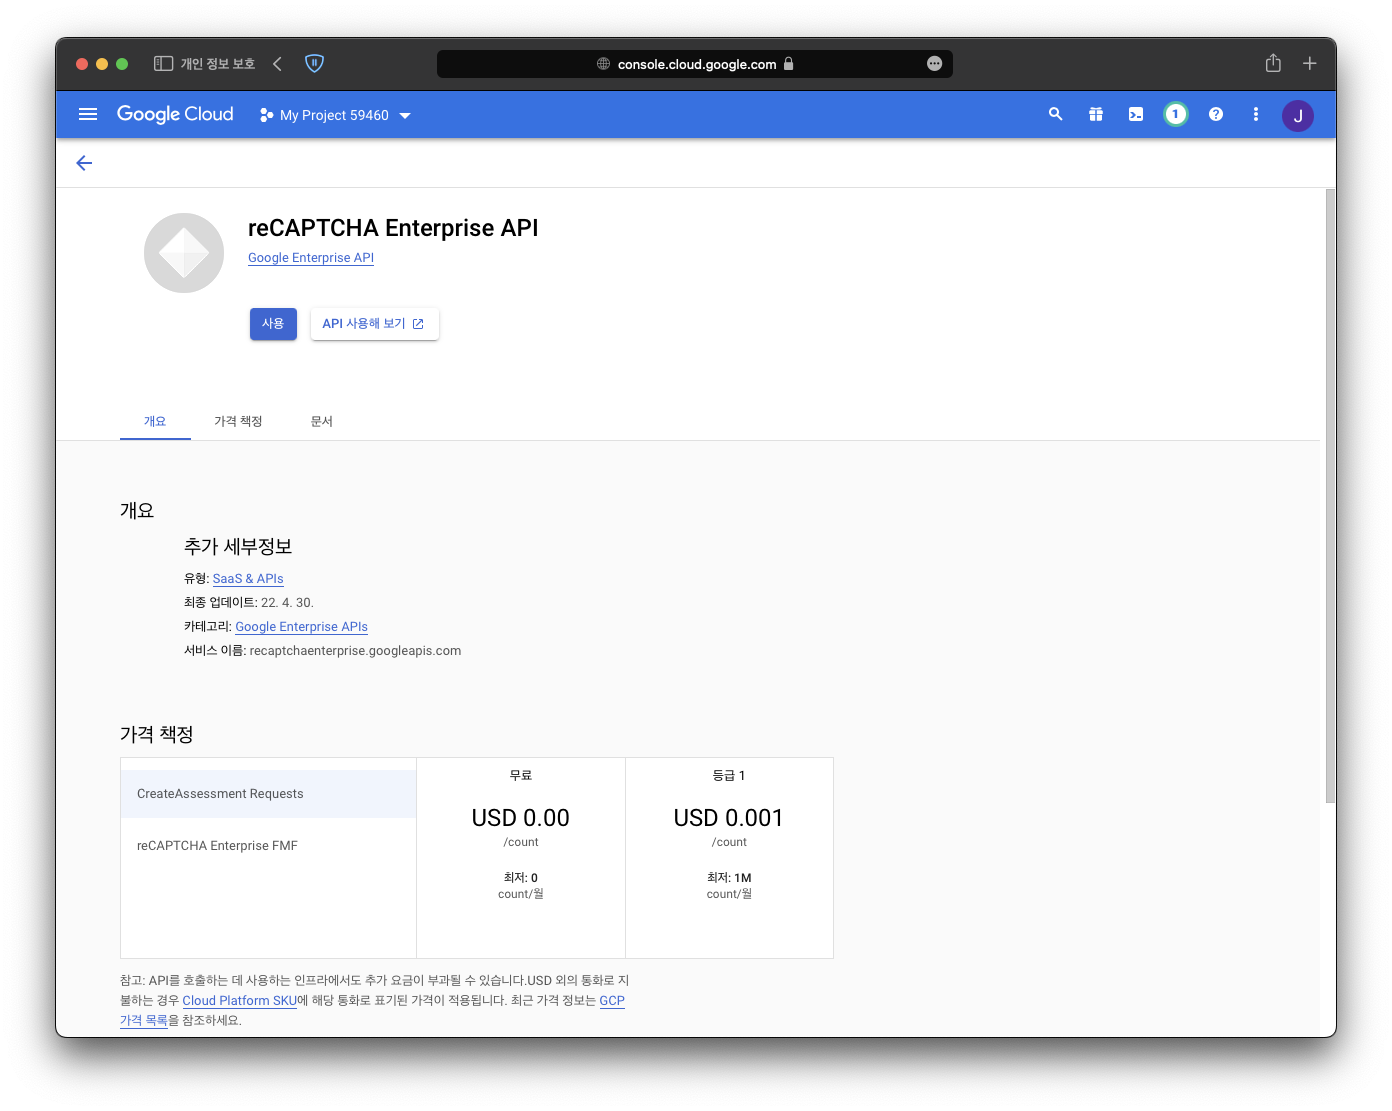 개인 정보 보호
console.cloud.google.com
Google Cloud
My Project 59460
1
J
reCAPTCHA Enterprise API
Google Enterprise API
사용
API 사용해 보기
개요
가격 책정
문서
개요
추가 세부정보
유형: SaaS & APIs
최종 업데이트: 22. 4. 30.
카테고리: Google Enterprise APIs
서비스 이름: recaptchaenterprise.googleapis.com
가격 책정
CreateAssessment Requests
reCAPTCHA Enterprise FMF
무료
USD 0.00
/count
최저: 0
count/월
등급 1
USD 0.001
/count
최저: 1M
count/월
참고: API를 호출하는 데 사용하는 인프라에서도 추가 요금이 부과될 수 있습니다.USD 외의 통화로 지
불하는 경우 Cloud Platform SKU에 해당 통화로 표기된 가격이 적용됩니다. 최근 가격 정보는 GCP
가격 목록을 참조하세요.